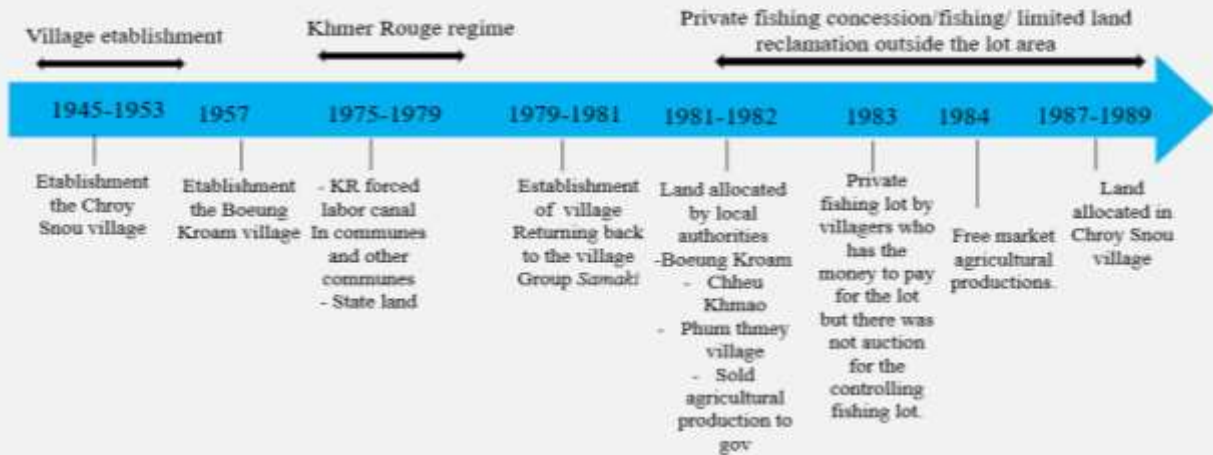 Village etablishment
Khmer Rouge regime
Private fishing concession/fishing/ limited land
reclamation outside the lot area
1945-1953
1957
1975-1979
1979-1981
1981-1982
1983
1984
1987-1989
Etablishment
the Chroy
Snou village
Etablishment
the Boeung
Kroam village
- KR forced
labor canal
In communes
and other
communes
- State land
Establishment
of village
Returning back
to the village
Group Samaki
Land allocated
by local
authorities
-Boeung Kroam
- Chheu
Khmao
- Phum thmey
village
- Sold
agricultural
production to
gov
Private
fishing lot by
villagers who
has the
money to pay
for the lot
but there was
not auction
for the
controlling
fishing lot.
Free market
agricultural
productions.
Land
allocated in
Chroy Snou
village